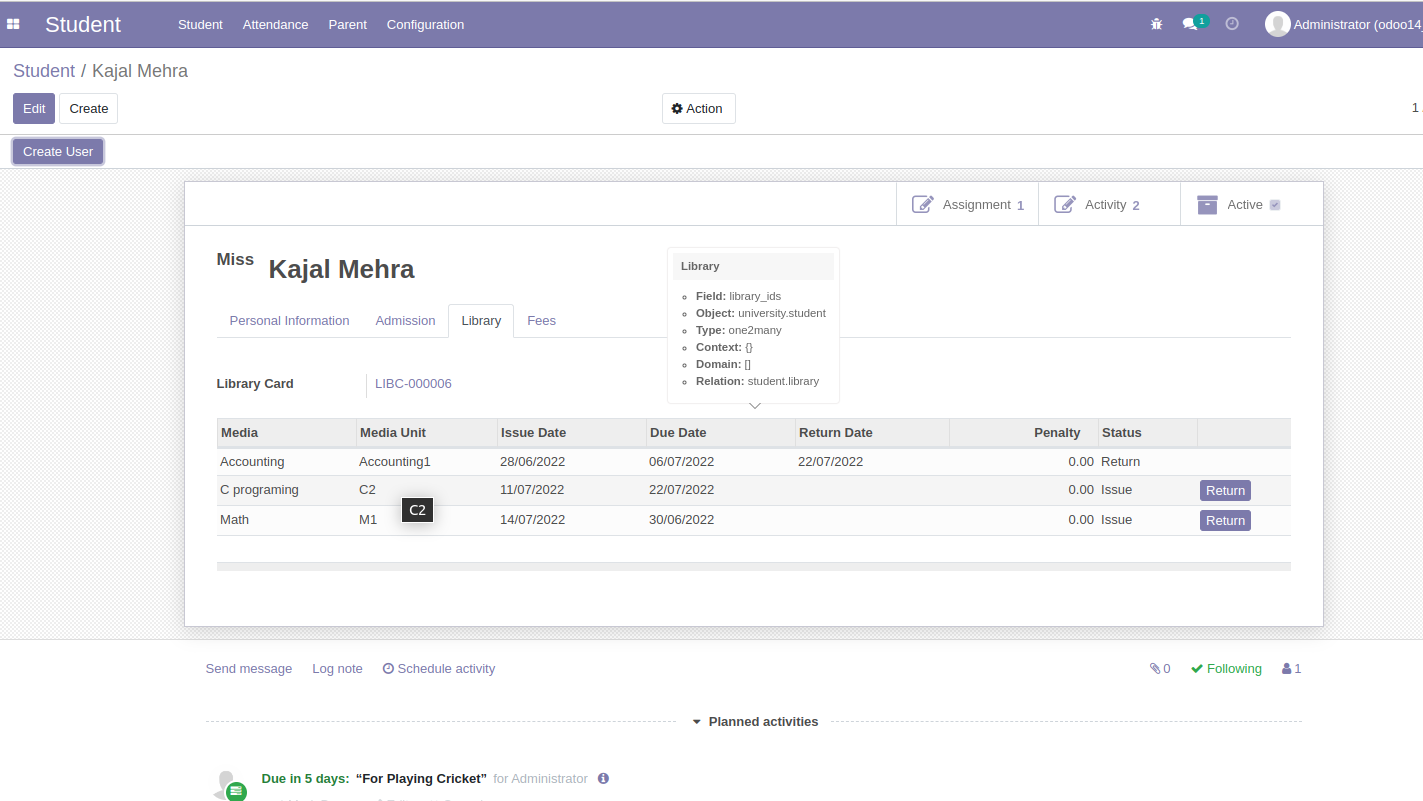 Student Student Attendance Parent Configuration 1 Administrator (odoo14
Student / Kajal Mehra
Edit Create Action 1
Create User
Assignment 1 Activity 2 Active
Miss Kajal Mehra
Personal Information Admission Library Fees
Library
Field: library_ids
Object: university.student
Type: one2many
Context: {}
Domain: []
Relation: student.library
Library Card LIBC-000006
Media Media Unit Issue Date Due Date Return Date Penalty Status
Accounting Accounting1 28/06/2022 06/07/2022 22/07/2022 0.00 Return
C programing C2 11/07/2022 22/07/2022 0.00 Issue Return
C2
Math M1 14/07/2022 30/06/2022 0.00 Issue Return
Send message Log note Schedule activity 0 Following 1
Planned activities
Due in 5 days: “For Playing Cricket” for Administrator